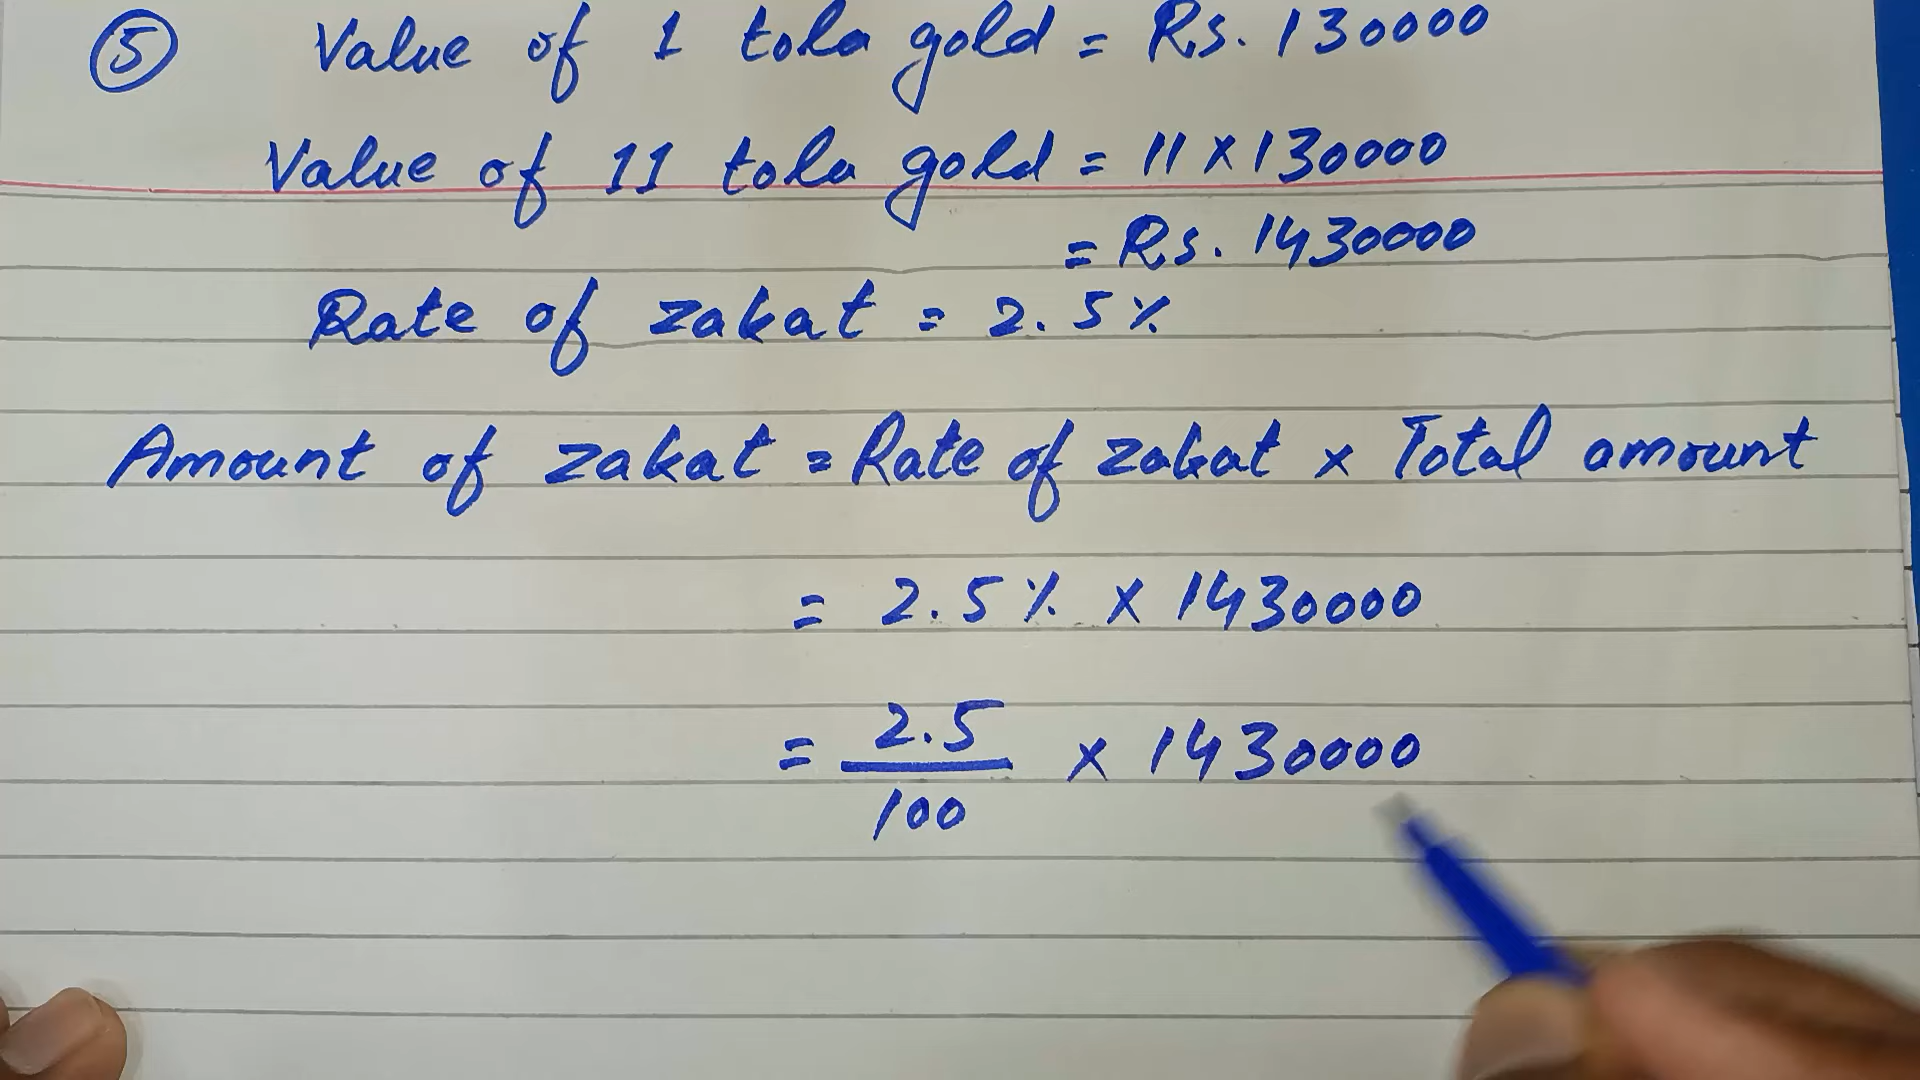 5 Value of 1 tola gold = Rs. 130000
Value of 11 tola gold = 11 × 130000
= Rs. 1430000
Rate of zakat = 2.5%
Amount of zakat = Rate of zakat × Total amount
= 2.5% × 1430000
= 2.5/100 × 1430000